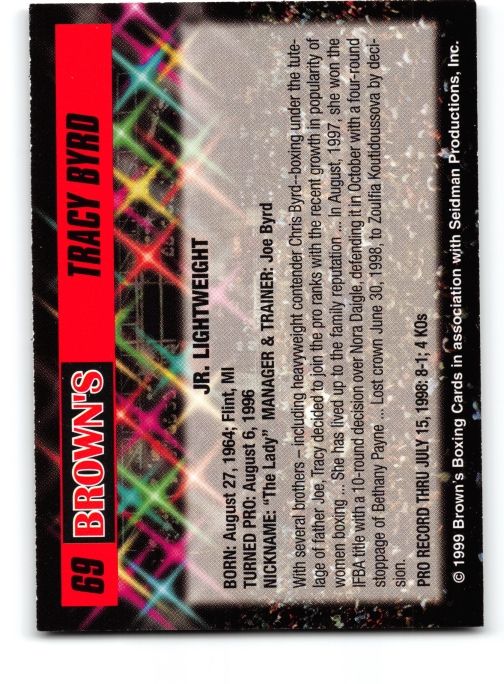 69 BROWN'S TRACY BYRD
JR. LIGHTWEIGHT
BORN: August 27, 1964; Flint, MI
TURNED PRO: August 6, 1996
NICKNAME: "The Lady" MANAGER & TRAINER: Joe Byrd
With several brothers – including heavyweight contender Chris Byrd--boxing under the tute-
lage of father Joe, Tracy decided to join the pro ranks with the recent growth in popularity of
women boxing ... She has lived up to the family reputation ... In August, 1997, she won the
IFBA title with a 10-round decision over Nora Daigle, defending it in October with a four-round
stoppage of Bethany Payne ... Lost crown June 30, 1998, to Zoulfia Koutidoussova by deci-
sion.
PRO RECORD THRU JULY 15, 1998: 8-1; 4 KOs
© 1999 Brown's Boxing Cards in association with Seidman Productions, Inc.